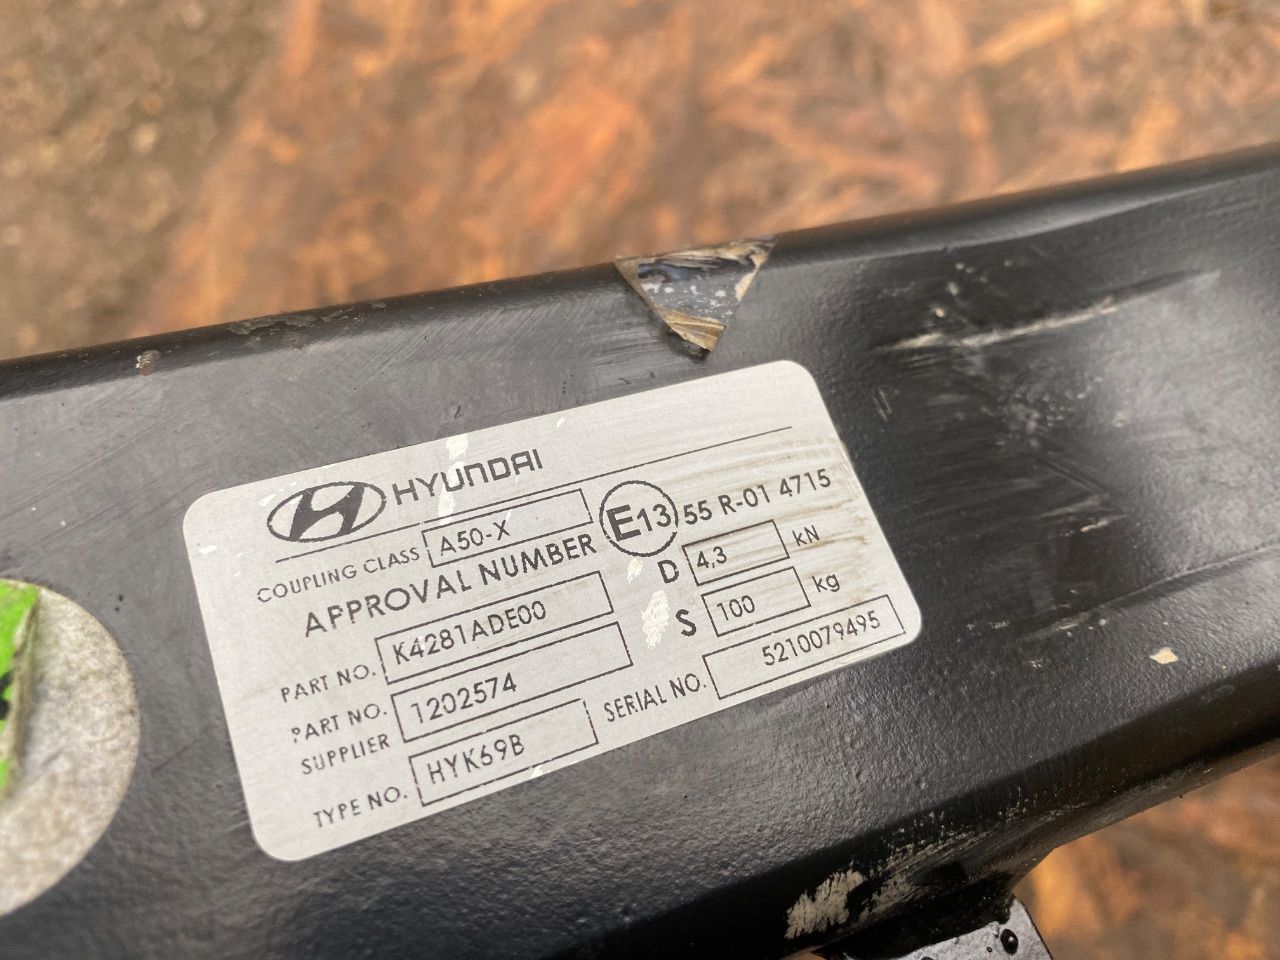 HYUNDAI
COUPLING CLASS A50-X
APPROVAL NUMBER E13 55 R-01 4715
PART NO. K4281ADE00 D 4,3 kN
PART NO. SUPPLIER 1202574 S 100 kg
TYPE NO. HYK69B SERIAL NO. 5210079495